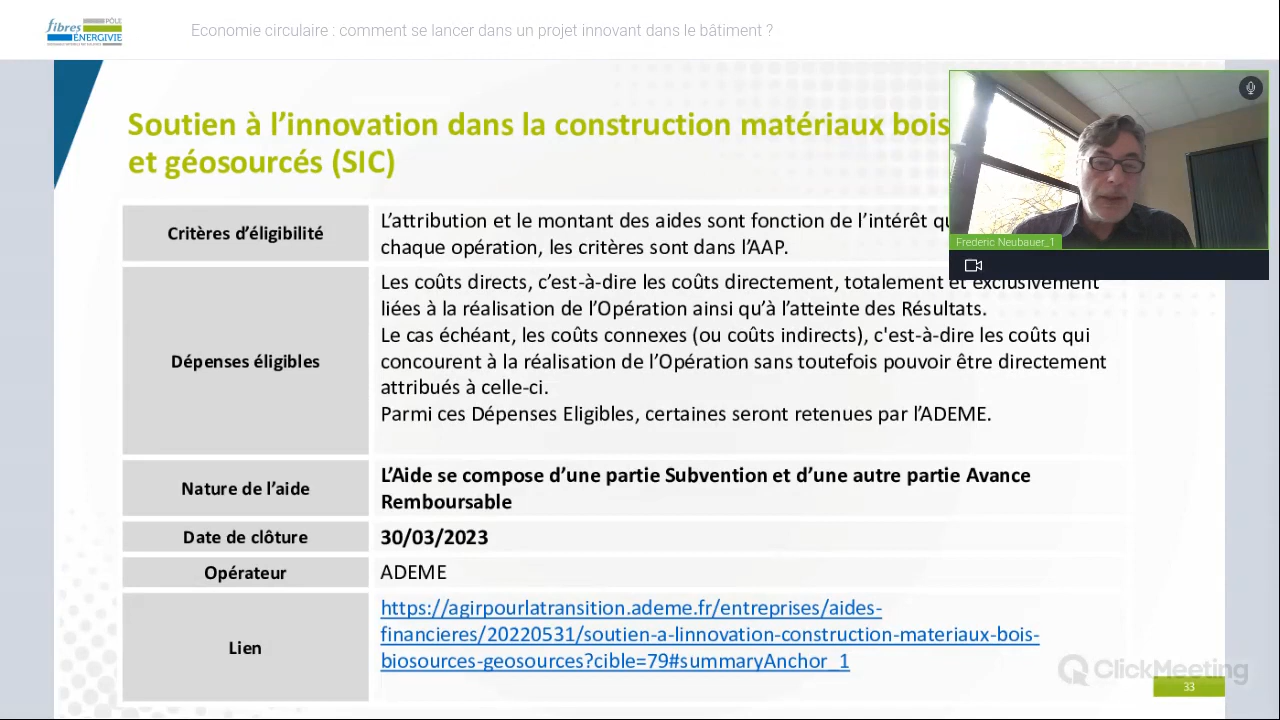 fibres
PÔLE
ÉNERGIVIE
Economie circulaire : comment se lancer dans un projet innovant dans le bâtiment ?
Soutien à l’innovation dans la construction matériaux bois
et géosourcés (SIC)
Critères d’éligibilité
L’attribution et le montant des aides sont fonction de l’intérêt
chaque opération, les critères sont dans l’AAP.
Frederic Neubauer_1
Dépenses éligibles
Les coûts directs, c’est-à-dire les coûts directement, totalement et exclusivement
liées à la réalisation de l’Opération ainsi qu’à l’atteinte des Résultats.
Le cas échéant, les coûts connexes (ou coûts indirects), c'est-à-dire les coûts qui
concourent à la réalisation de l’Opération sans toutefois pouvoir être directement
attribués à celle-ci.
Parmi ces Dépenses Eligibles, certaines seront retenues par l’ADEME.
Nature de l’aide
L’Aide se compose d’une partie Subvention et d’une autre partie Avance
Remboursable
Date de clôture
30/03/2023
Opérateur
ADEME
Lien
https://agirpourlatransition.ademe.fr/entreprises/aides-
financieres/20220531/soutien-a-linnovation-construction-materiaux-bois-
biosources-geosources?cible=79#summaryAnchor_1
ClickMeeting
33